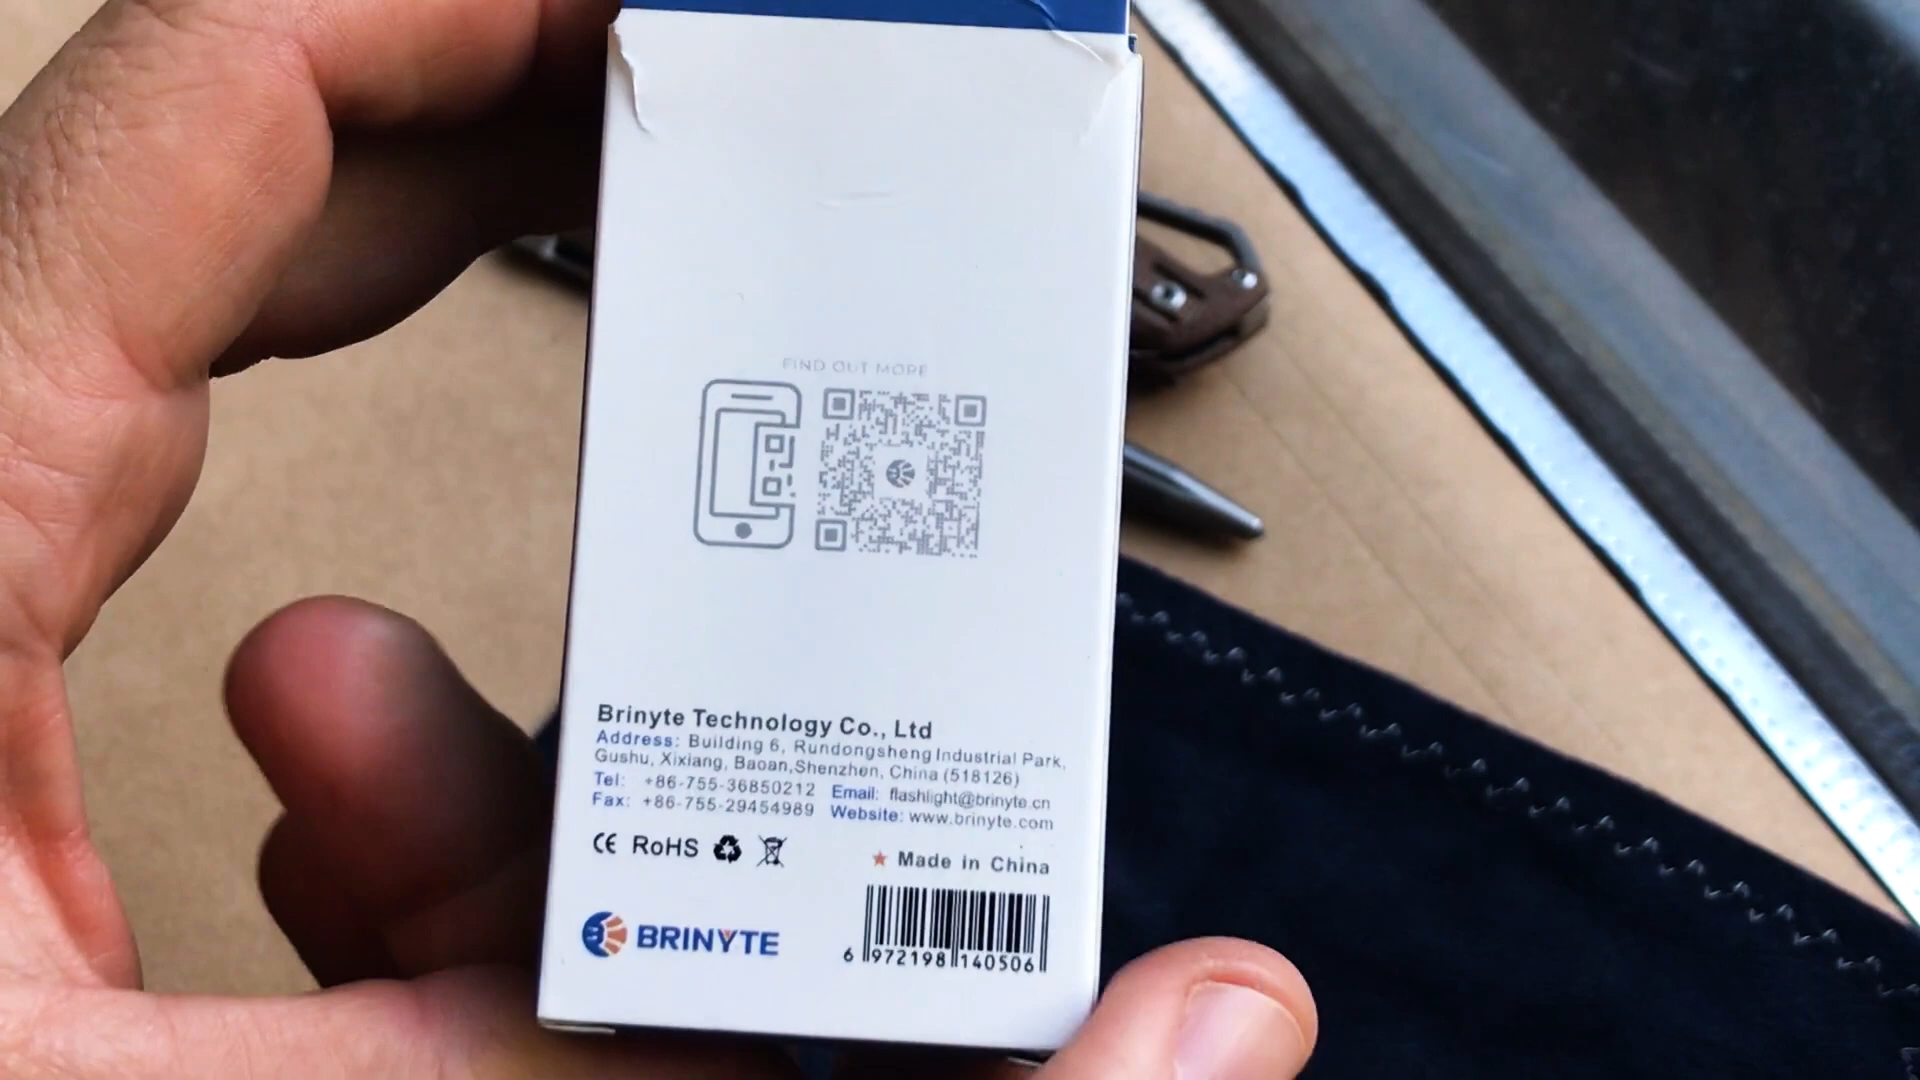 FIND OUT MORE
Brinyte Technology Co., Ltd
Address: Building 6, Rundongsheng Industrial Park,
Gushu, Xixiang, Baoan,Shenzhen, China (518126)
Tel: +86-755-36850212 Email: flashlight@brinyte.cn
Fax: +86-755-29454989 Website: www.brinyte.com
CE RoHS
★ Made in China
BRINYTE
6 972198 140506